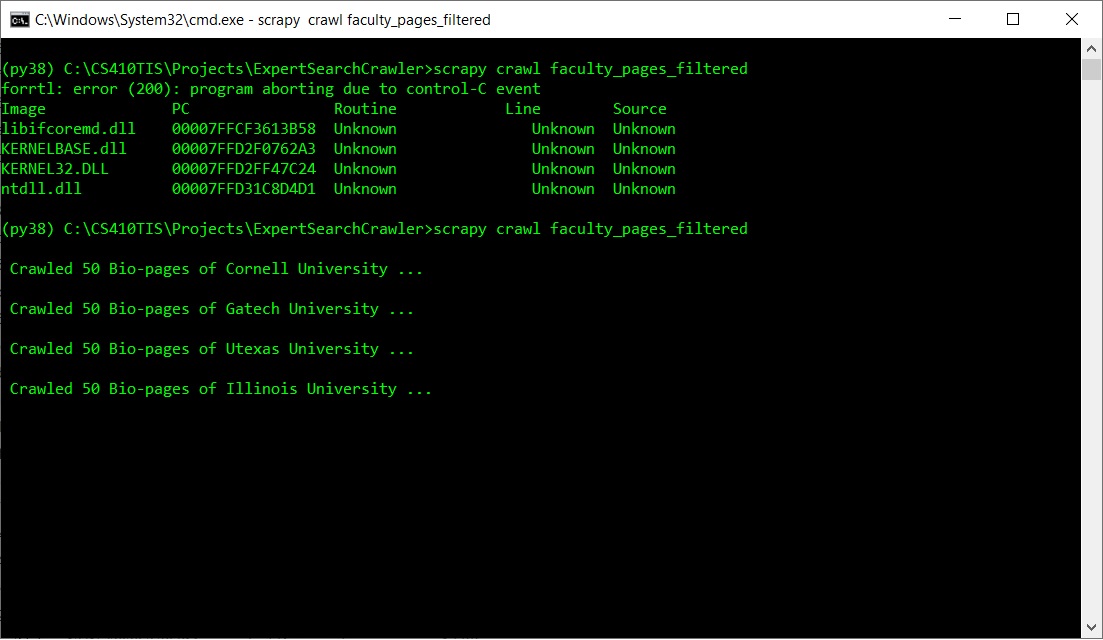 C:\Windows\System32\cmd.exe - scrapy  crawl faculty_pages_filtered
(py38) C:\CS410TIS\Projects\ExpertSearchCrawler>scrapy crawl faculty_pages_filtered
forrtl: error (200): program aborting due to control-C event
Image              PC                Routine            Line        Source
libifcoremd.dll    00007FFCF3613B58  Unknown               Unknown  Unknown
KERNELBASE.dll     00007FFD2F0762A3  Unknown               Unknown  Unknown
KERNEL32.DLL       00007FFD2FF47C24  Unknown               Unknown  Unknown
ntdll.dll          00007FFD31C8D4D1  Unknown               Unknown  Unknown
(py38) C:\CS410TIS\Projects\ExpertSearchCrawler>scrapy crawl faculty_pages_filtered
Crawled 50 Bio-pages of Cornell University ...
Crawled 50 Bio-pages of Gatech University ...
Crawled 50 Bio-pages of Utexas University ...
Crawled 50 Bio-pages of Illinois University ...